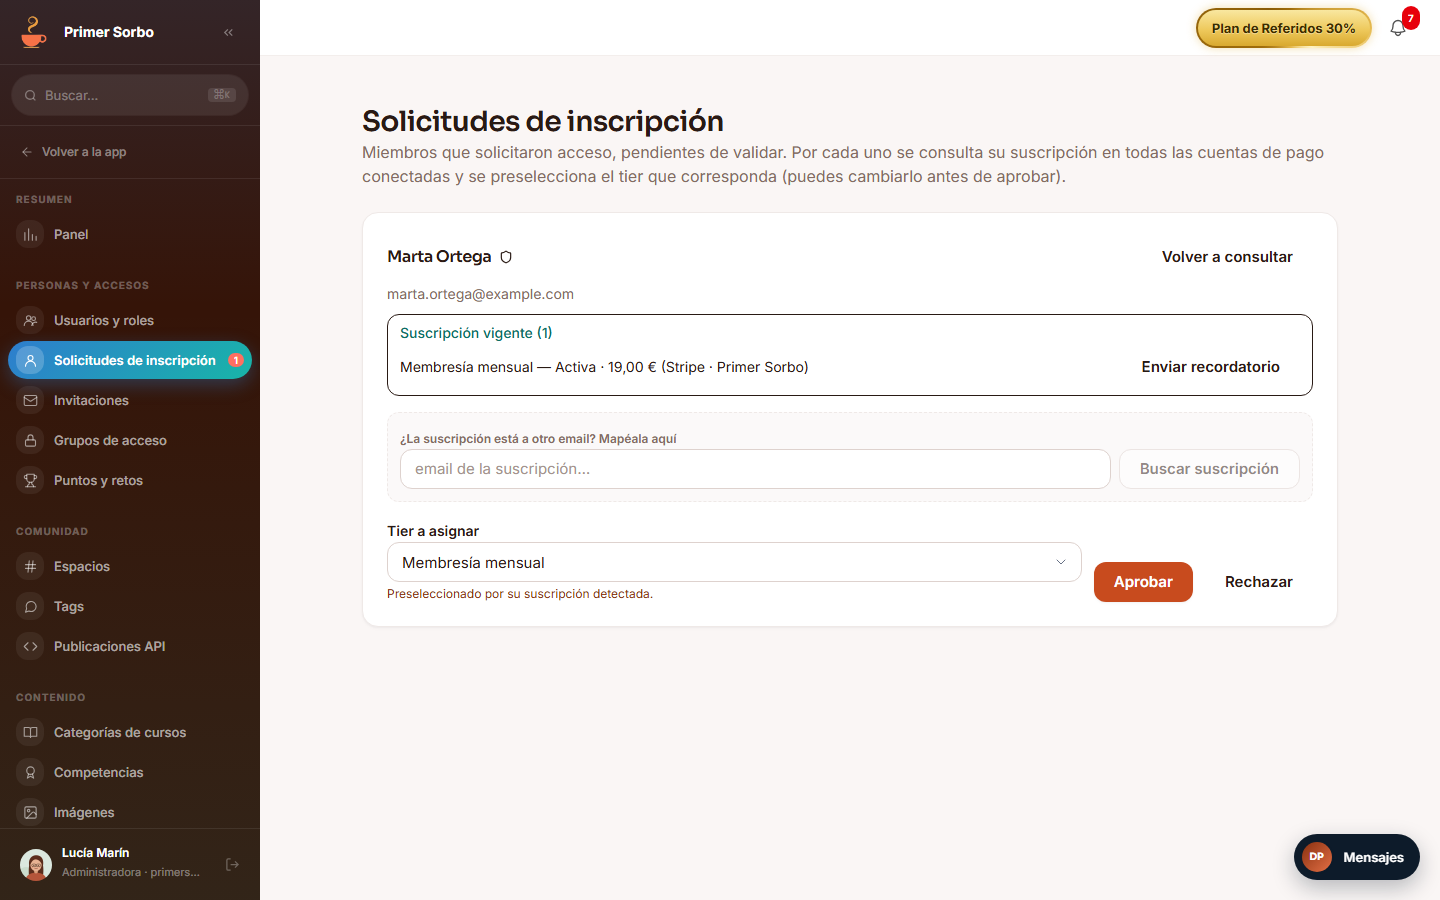 Primer Sorbo
Buscar...
⌘K
Volver a la app
RESUMEN
Panel
PERSONAS Y ACCESOS
Usuarios y roles
Solicitudes de inscripción 1
Invitaciones
Grupos de acceso
Puntos y retos
COMUNIDAD
Espacios
Tags
Publicaciones API
CONTENIDO
Categorías de cursos
Competencias
Imágenes
Lucía Marín
Administradora · primers...
Plan de Referidos 30%
7
Solicitudes de inscripción
Miembros que solicitaron acceso, pendientes de validar. Por cada uno se consulta su suscripción en todas las cuentas de pago
conectadas y se preselecciona el tier que corresponda (puedes cambiarlo antes de aprobar).
Marta Ortega
Volver a consultar
marta.ortega@example.com
Suscripción vigente (1)
Membresía mensual — Activa · 19,00 € (Stripe · Primer Sorbo)
Enviar recordatorio
¿La suscripción está a otro email? Mapéala aquí
email de la suscripción...
Buscar suscripción
Tier a asignar
Membresía mensual
Preseleccionado por su suscripción detectada.
Aprobar
Rechazar
DP
Mensajes